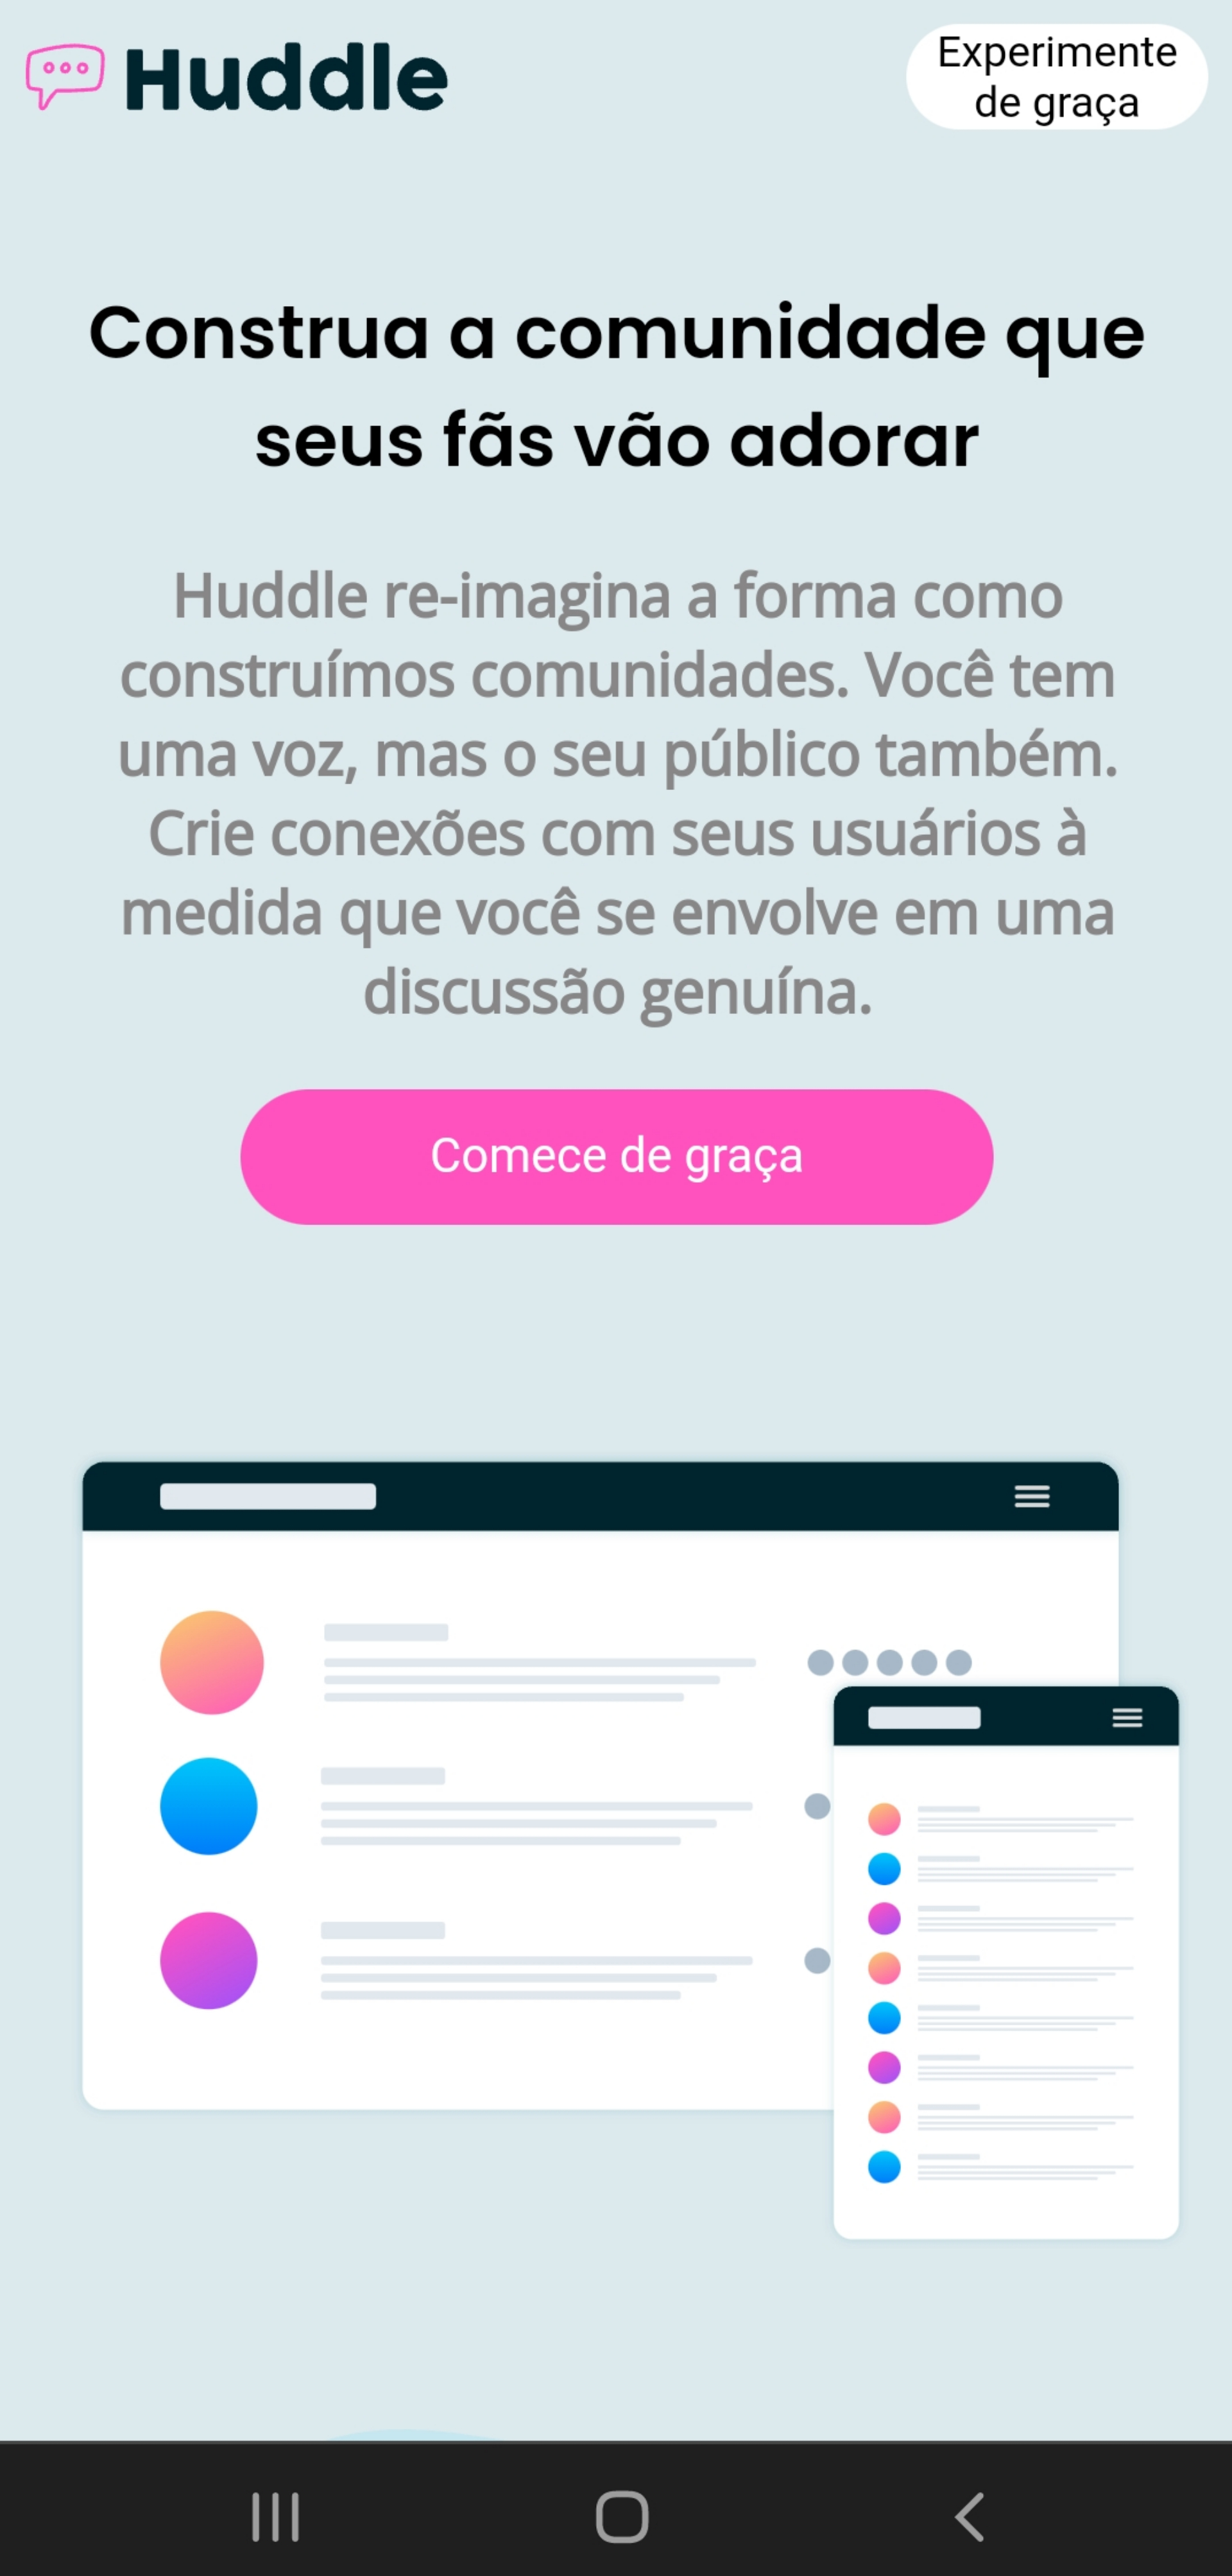 Huddle
Experimente
de graça
Construa a comunidade que
seus fãs vão adorar
Huddle re-imagina a forma como
construímos comunidades. Você tem
uma voz, mas o seu público também.
Crie conexões com seus usuários à
medida que você se envolve em uma
discussão genuína.
Comece de graça